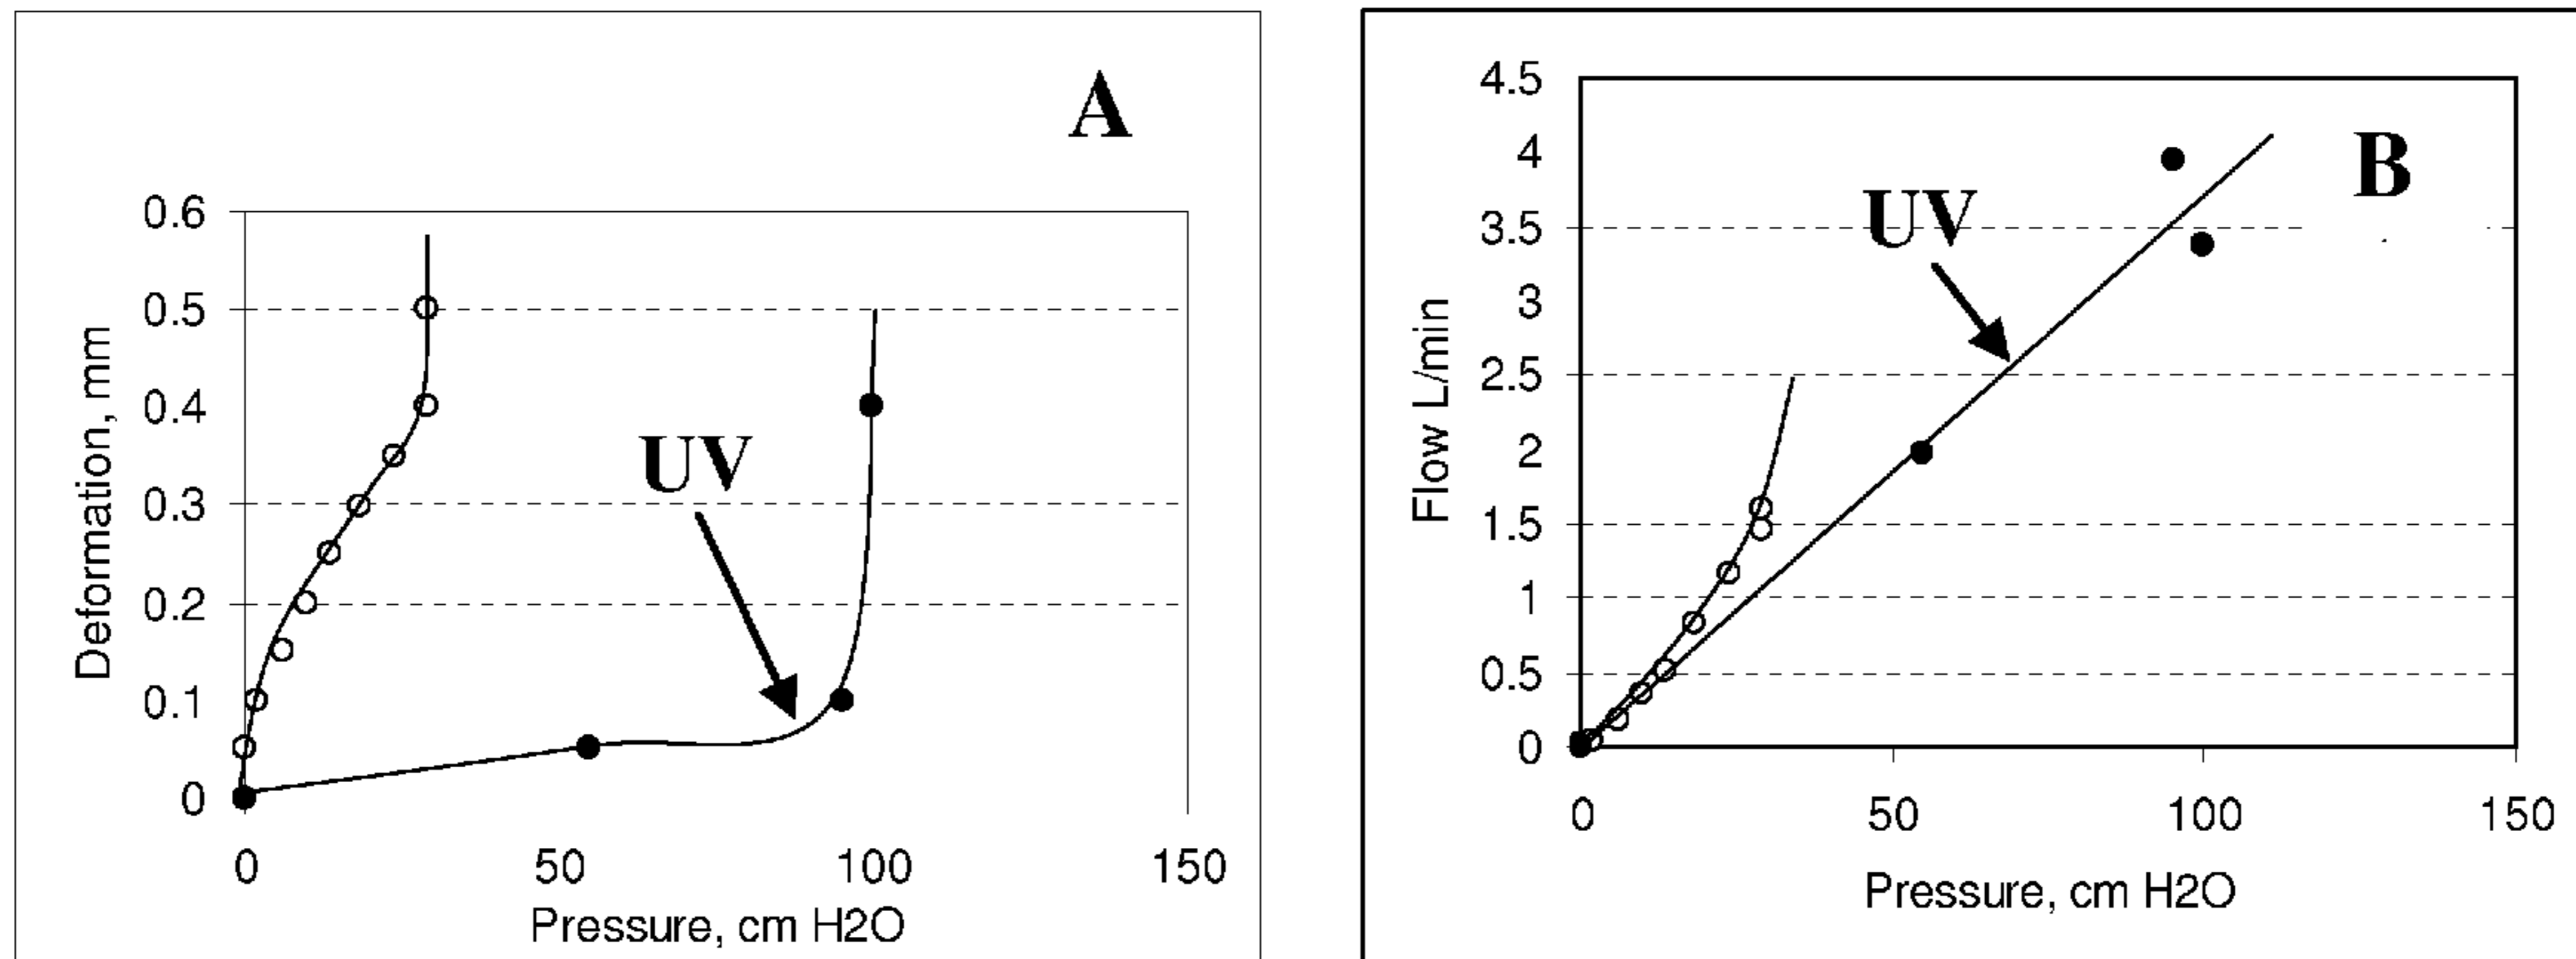 A
0.6
0.5
0.4
0.3
0.2
0.1
0
Deformation, mm
UV
0 50 100 150
Pressure, cm H2O
B
4.5
4
3.5
3
2.5
2
1.5
1
0.5
0
Flow L/min
UV
0 50 100 150
Pressure, cm H2O